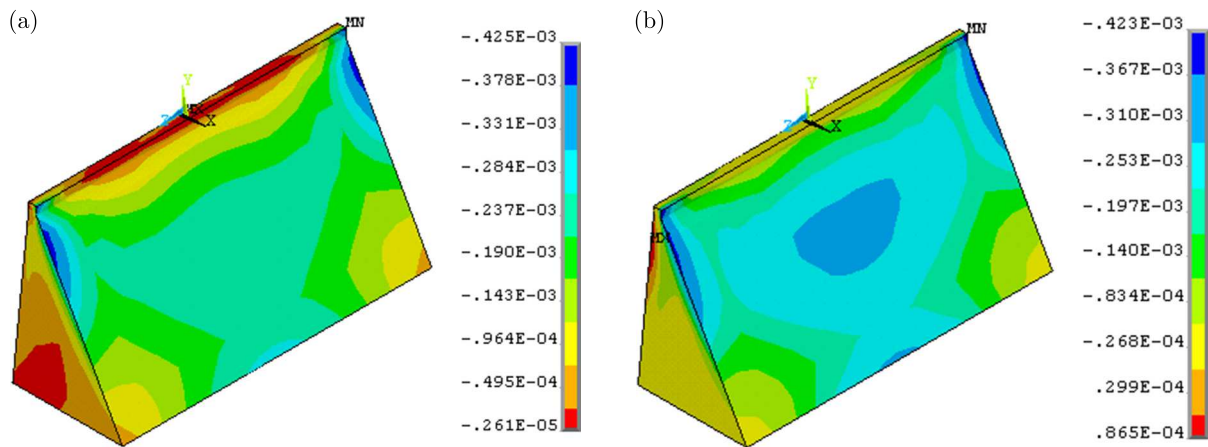 (a)
MN
Y
MX
Z
X
-.425E-03
-.378E-03
-.331E-03
-.284E-03
-.237E-03
-.190E-03
-.143E-03
-.964E-04
-.495E-04
-.261E-05
(b)
MN
Y
Z
X
MX
-.423E-03
-.367E-03
-.310E-03
-.253E-03
-.197E-03
-.140E-03
-.834E-04
-.268E-04
.299E-04
.865E-04